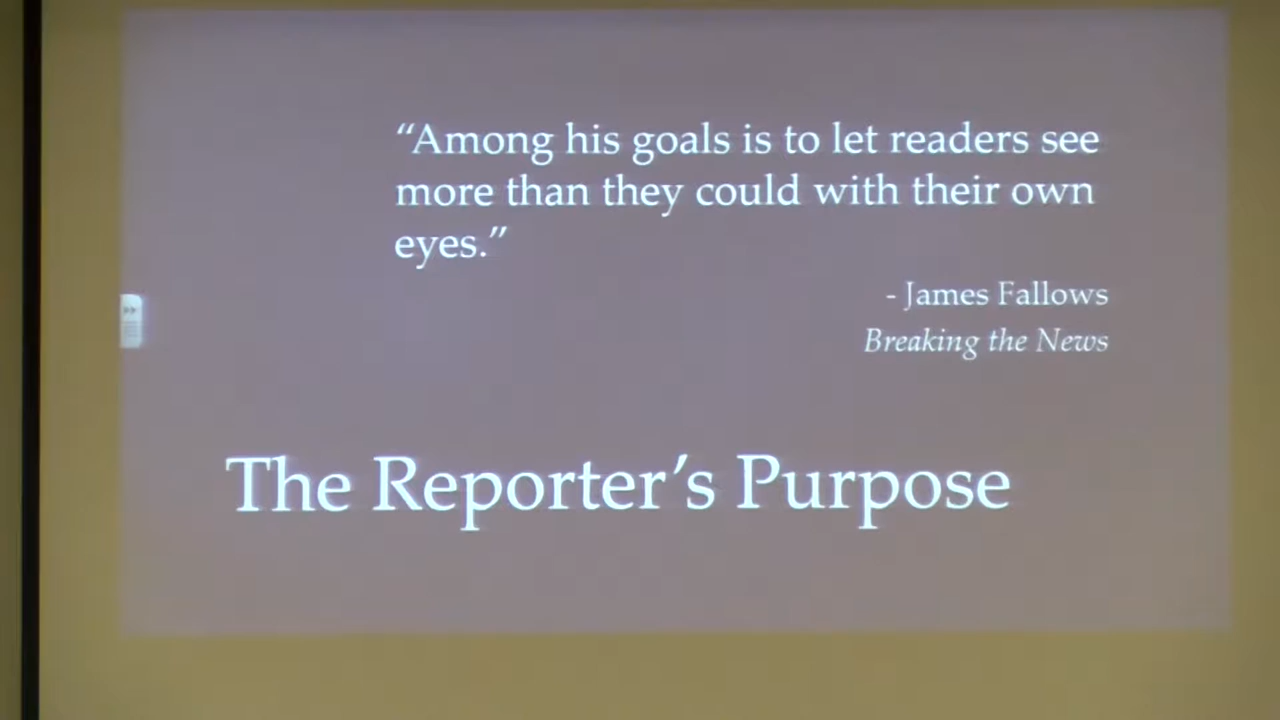 “Among his goals is to let readers see
more than they could with their own
eyes.”
- James Fallows
Breaking the News
The Reporter’s Purpose